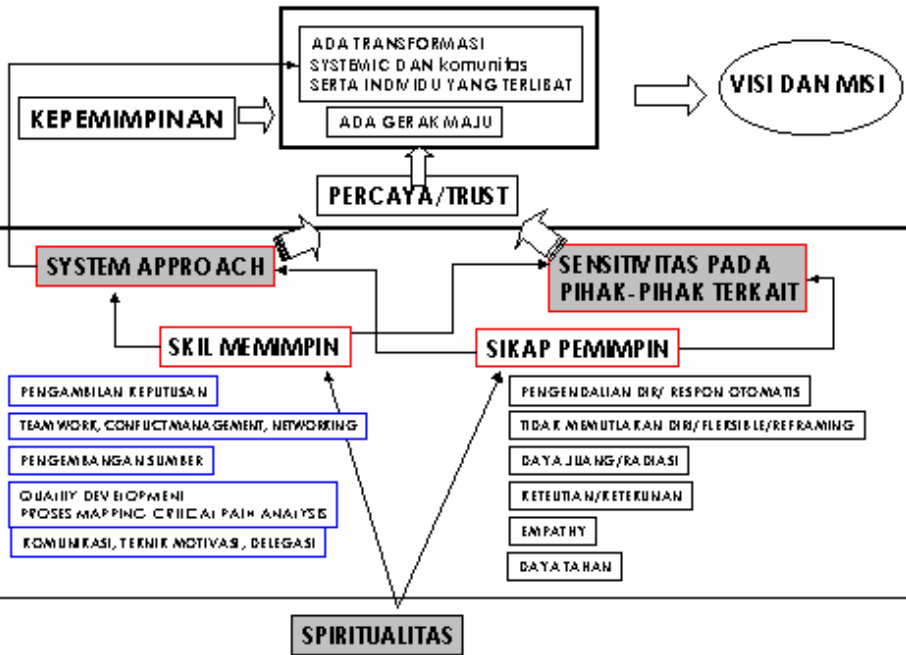 ADA TRANSFORMASI
SYSTEMIC DAN komunitas
SERTA INDIVIDU YANG TERLIBAT
VISI DAN MISI
KEPEMIMPINAN
ADA GERAK MAJU
PERCAYA/TRUST
SYSTEM APPROACH
SENSITIVITAS PADA
PIHAK-PIHAK TERKAIT
SKIL MEMIMPIN
SIKAP PEMIMPIN
PENGAMBILAN KEPUTUSAN
TEAM WORK, CONFLICT MANAGEMENT, NETWORKING
PENGEMBANGAN SUMBER
QUALITY DEVELOPMENT
PROSES MAPPING CRITICAL PATH ANALYSIS
KOMUNIKASI, TEKNIK MOTIVASI, DELEGASI
PENGENDALIAN DIRI/ RESPON OTOMATIS
TIDAK MEMUTLAKAN DIRI/FLEKSIBLE/REFRAMING
DAYA JUANG/RADIASI
/KETEKUNAN
EMPATHY
DAYA TAHAN
SPIRITUALITAS